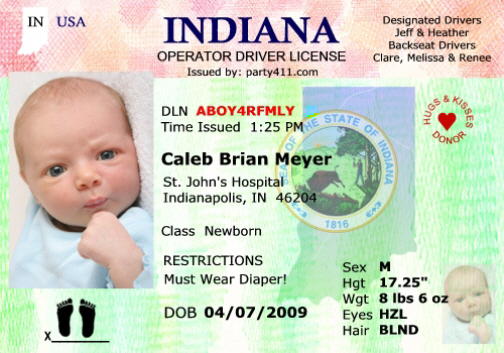 IN USA
INDIANA
OPERATOR DRIVER LICENSE
Issued by: party411.com
Designated Drivers
Jeff & Heather
Backseat Drivers
Clare, Melissa & Renee
DLN ABOY4RFMLY
Time Issued 1:25 PM
Caleb Brian Meyer
St. John's Hospital
Indianapolis, IN 46204
Class Newborn
RESTRICTIONS
Must Wear Diaper!
DOB 04/07/2009
SEAL OF THE STATE OF INDIANA
1816
HUGS & KISSES
DONOR
Sex M
Hgt 17.25"
Wgt 8 lbs 6 oz
Eyes HZL
Hair BLND
X